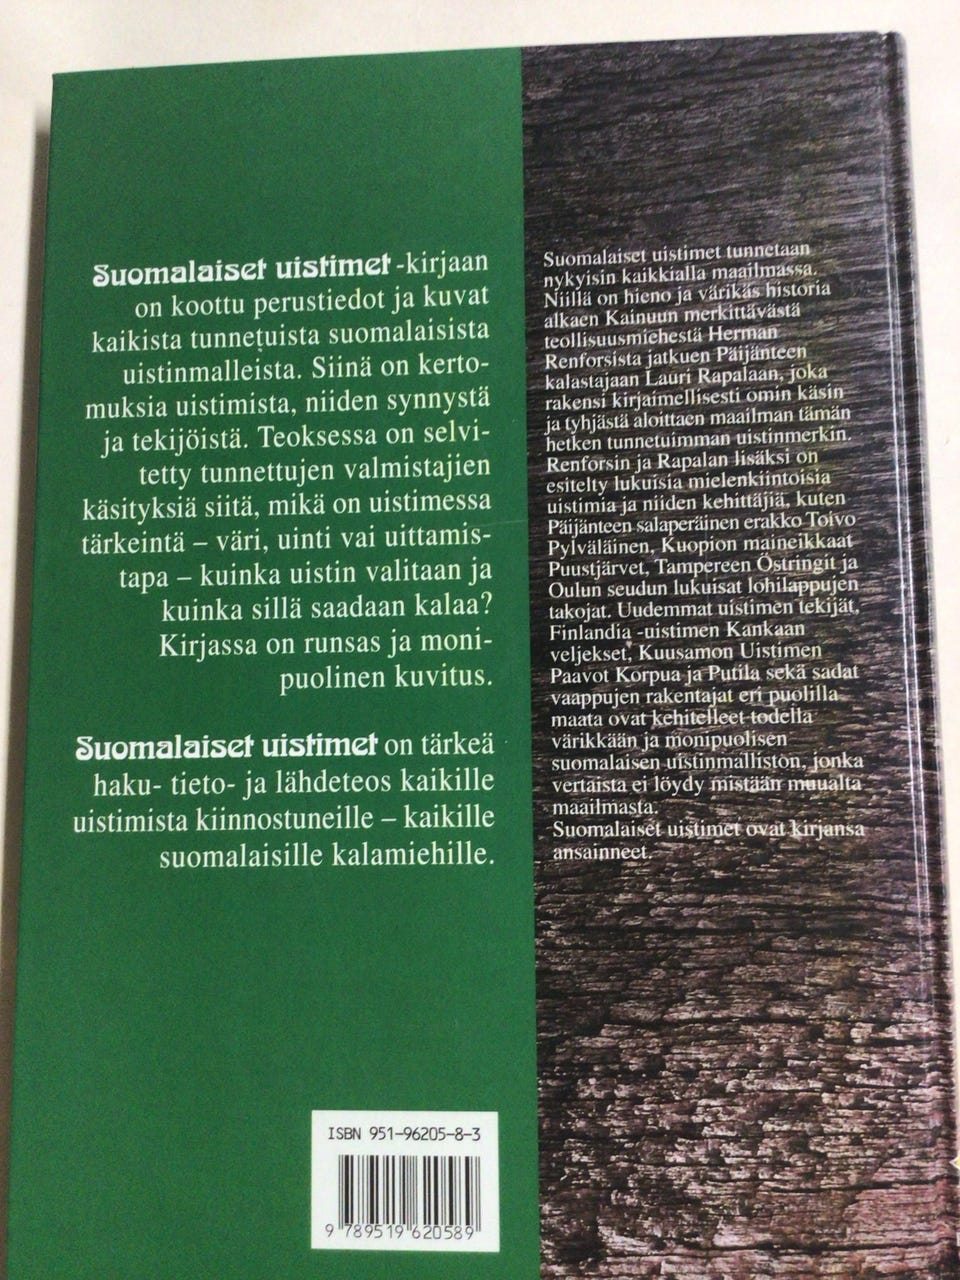 Suomalaiset uistimet -kirjaan
on koottu perustiedot ja kuvat
kaikista tunnetuista suomalaisista
uistinmalleista. Siinä on kerto-
muksia uistimista, niiden synnystä
ja tekijöistä. Teoksessa on selvi-
tetty tunnettujen valmistajien
käsityksiä siitä, mikä on uistimessa
tärkeintä – väri, uinti vai uittamis-
tapa – kuinka uistin valitaan ja
kuinka sillä saadaan kalaa?
Kirjassa on runsas ja moni-
puolinen kuvitus.
Suomalaiset uistimet on tärkeä
haku- tieto- ja lähdeteos kaikille
uistimista kiinnostuneille – kaikille
suomalaisille kalamiehille.
Suomalaiset uistimet tunnetaan
nykyisin kaikkialla maailmassa.
Niillä on hieno ja värikäs historia
alkaen Kainuun merkittävästä
teollisuusmiehestä Herman
Renforsista jatkuen Päijänteen
kalastajaan Lauri Rapalaan, joka
rakensi kirjaimellisesti omin käsin
ja tyhjästä aloittaen maailman tämän
hetken tunnetuimman uistinmerkin.
Renforsin ja Rapalan lisäksi on
esitelty lukuisia mielenkiintoisia
uistimia ja niiden kehittäjiä, kuten
Päijänteen salaperäinen erakko Toivo
Pylväläinen, Kuopion maineikkaat
Puustjärvet, Tampereen Östringit ja
Oulun seudun lukuisat lohilappujen
takojat. Uudemmat uistimen tekijät,
Finlandia -uistimen Kankaan
veljekset, Kuusamon Uistimen
Paavot Korpua ja Putila sekä sadat
vaappujen rakentajat eri puolilla
maata ovat kehitelleet todella
värikkään ja monipuolisen
suomalaisen uistinmalliston, jonka
vertaista ei löydy mistään muualta
maailmasta.
Suomalaiset uistimet ovat kirjansa
ansainneet.
ISBN 951-96205-8-3
9 789519 620589